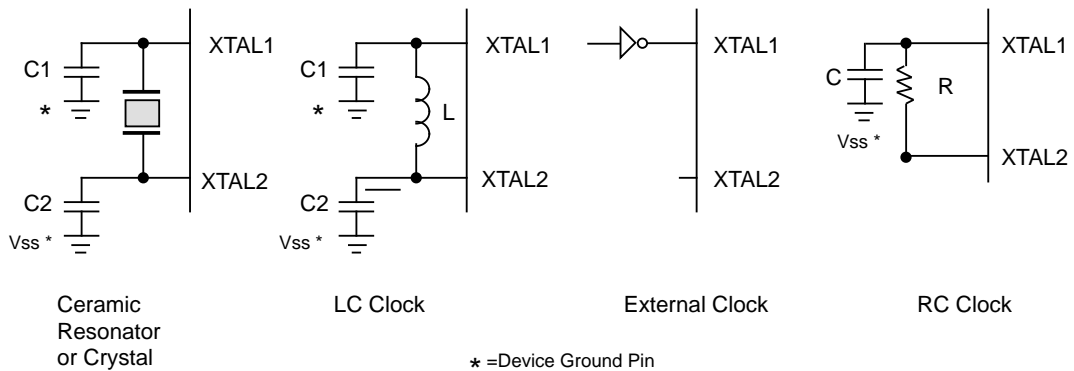 XTAL1
C1
*
XTAL2
C2
Vss *
Ceramic
Resonator
or Crystal
XTAL1
C1
*
L
XTAL2
C2
Vss *
LC Clock
XTAL1
XTAL2
External Clock
XTAL1
C
R
Vss *
XTAL2
RC Clock
* =Device Ground Pin